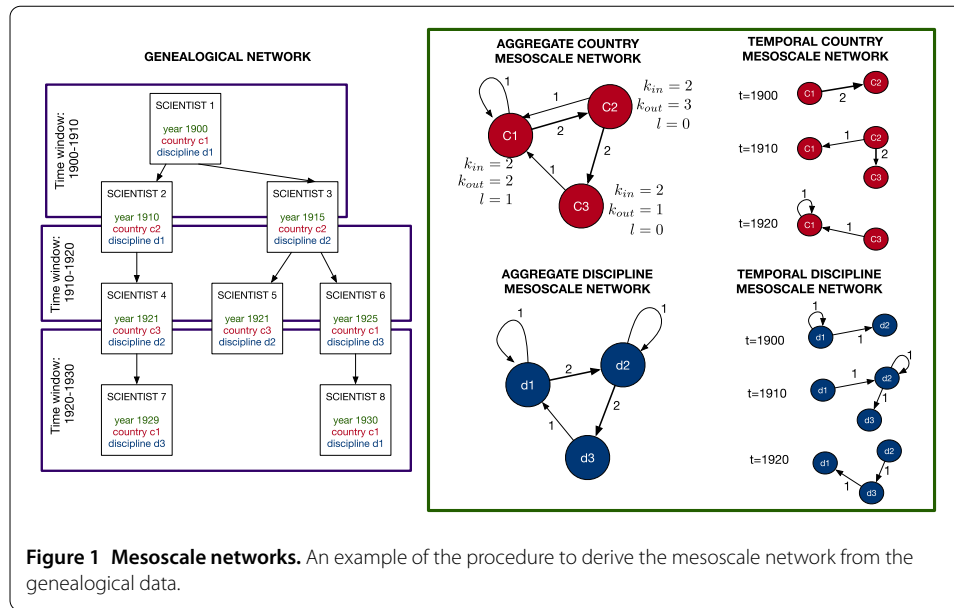 GENEALOGICAL NETWORK
Time window:
1900-1910
SCIENTIST 1
year 1900
country c1
discipline d1
SCIENTIST 2
year 1910
country c2
discipline d1
SCIENTIST 3
year 1915
country c2
discipline d2
Time window:
1910-1920
SCIENTIST 4
year 1921
country c3
discipline d2
SCIENTIST 5
year 1921
country c3
discipline d2
SCIENTIST 6
year 1925
country c1
discipline d3
Time window:
1920-1930
SCIENTIST 7
year 1929
country c1
discipline d3
SCIENTIST 8
year 1930
country c1
discipline d1
AGGREGATE COUNTRY
MESOSCALE NETWORK
1
1
C1
C2
2
k_in = 2
k_out = 3
l = 0
2
k_in = 2
k_out = 2
l = 1
1
C3
k_in = 2
k_out = 1
l = 0
TEMPORAL COUNTRY
MESOSCALE NETWORK
t=1900
C1
C2
2
t=1910
C1
1
C2
2
C3
t=1920
1
C1
1
C3
AGGREGATE DISCIPLINE
MESOSCALE NETWORK
1
1
d1
2
d2
2
1
d3
TEMPORAL DISCIPLINE
MESOSCALE NETWORK
t=1900
1
d1
1
d2
t=1910
1
d1
1
d2
1
d3
t=1920
d1
d2
1
1
d3
Figure 1 Mesoscale networks. An example of the procedure to derive the mesoscale network from the
genealogical data.